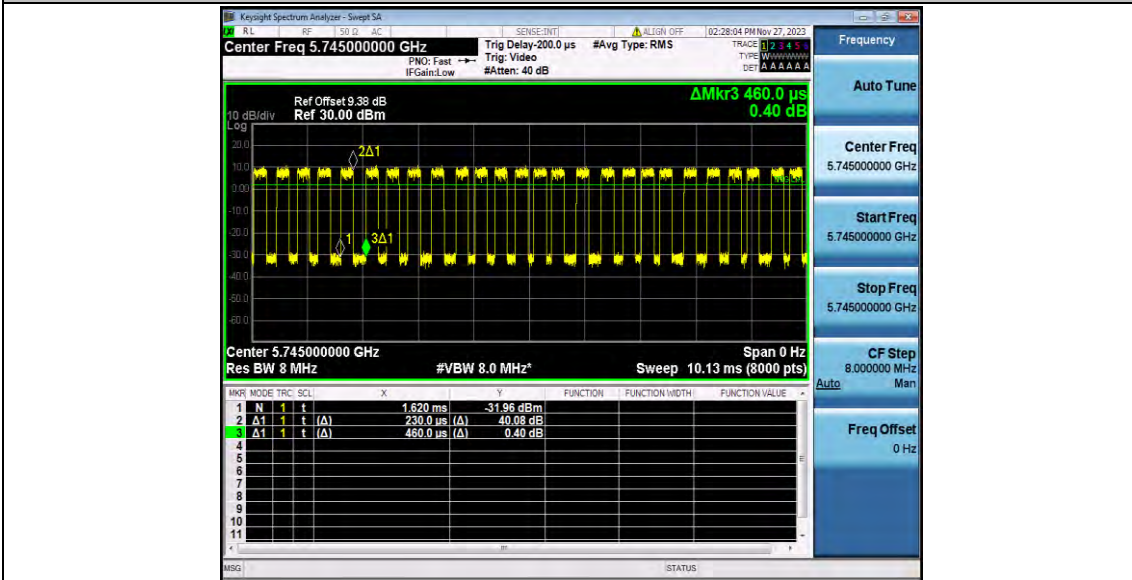 Keysight Spectrum Analyzer - Swept SA
RL RF 50 Ω AC SENSE:INT ALIGN OFF 02:28:04 PM Nov 27, 2023
Center Freq 5.745000000 GHz
PNO: Fast
IFGain:Low
Trig Delay-200.0 µs
Trig: Video
#Atten: 40 dB
#Avg Type: RMS
TRACE 1 2 3 4 5 6
TYPE W
DET A A A A A A
Ref Offset 9.38 dB
Ref 30.00 dBm
10 dB/div
Log
ΔMkr3 460.0 µs
0.40 dB
20.0
10.0
0.00
-10.0
-20.0
-30.0
-40.0
-50.0
-60.0
2Δ1
1
3Δ1
Center 5.745000000 GHz Span 0 Hz
Res BW 8 MHz #VBW 8.0 MHz* Sweep 10.13 ms (8000 pts)
MKR MODE TRC SCL X Y FUNCTION FUNCTION WIDTH FUNCTION VALUE
1 N 1 t 1.620 ms -31.96 dBm
2 Δ1 1 t (Δ) 230.0 µs (Δ) 40.08 dB
3 Δ1 1 t (Δ) 460.0 µs (Δ) 0.40 dB
4
5
6
7
8
9
10
11
MSG STATUS
Frequency
Auto Tune
Center Freq
5.745000000 GHz
Start Freq
5.745000000 GHz
Stop Freq
5.745000000 GHz
CF Step
8.000000 MHz
Auto Man
Freq Offset
0 Hz